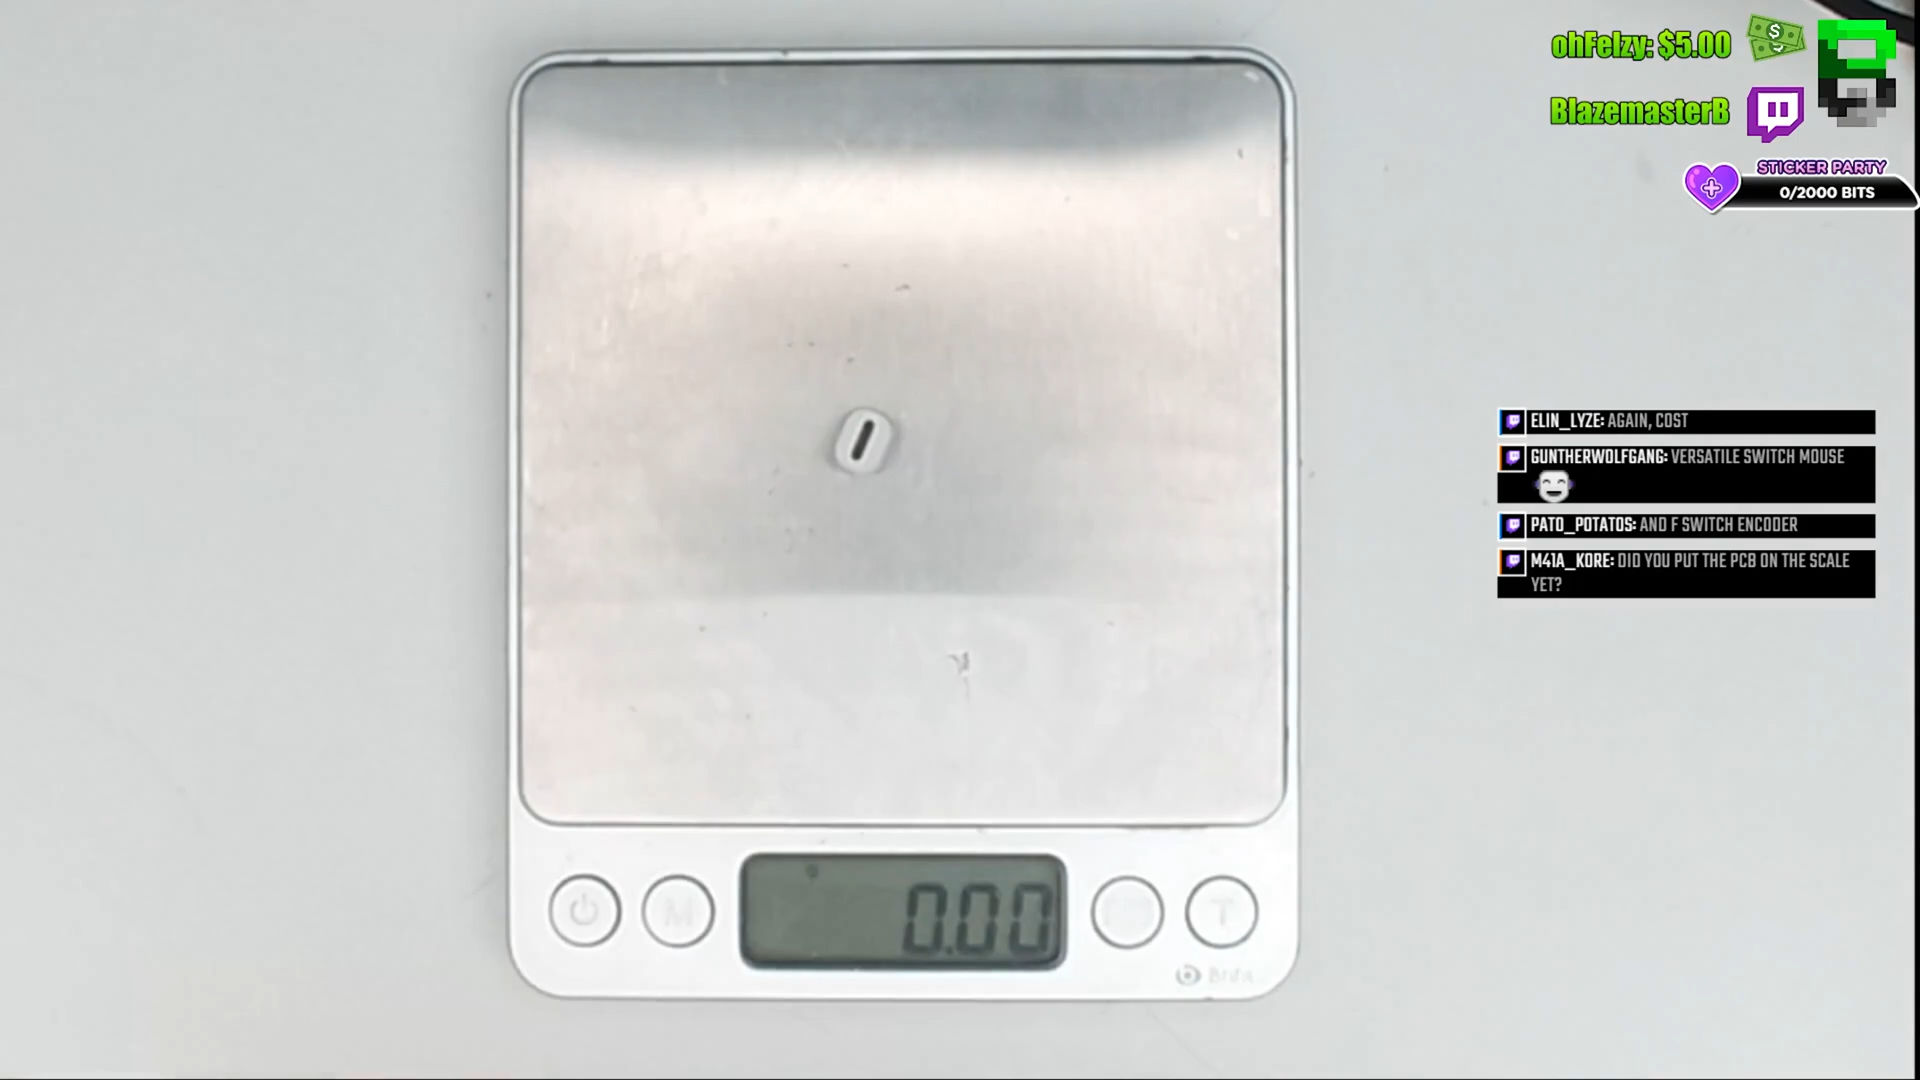 ohFelzy: $5.00
BlazemasterB
STICKER PARTY
0/2000 BITS
ELIN_LYZE: AGAIN, COST
GUNTHERWOLFGANG: VERSATILE SWITCH MOUSE
PATO_POTATOS: AND F SWITCH ENCODER
M41A_KORE: DID YOU PUT THE PCB ON THE SCALE
YET?
M
0.00
T